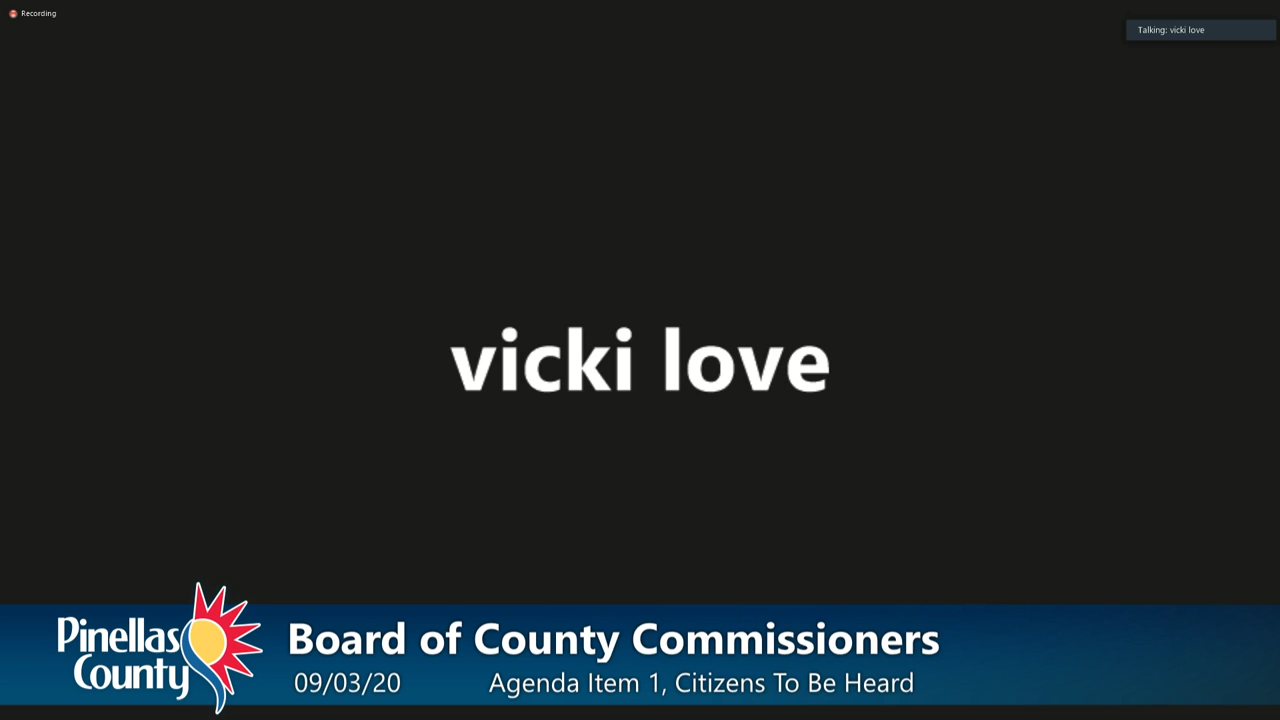 Recording
Talking: vicki love
vicki love
Pinellas
County
Board of County Commissioners
09/03/20 Agenda Item 1, Citizens To Be Heard